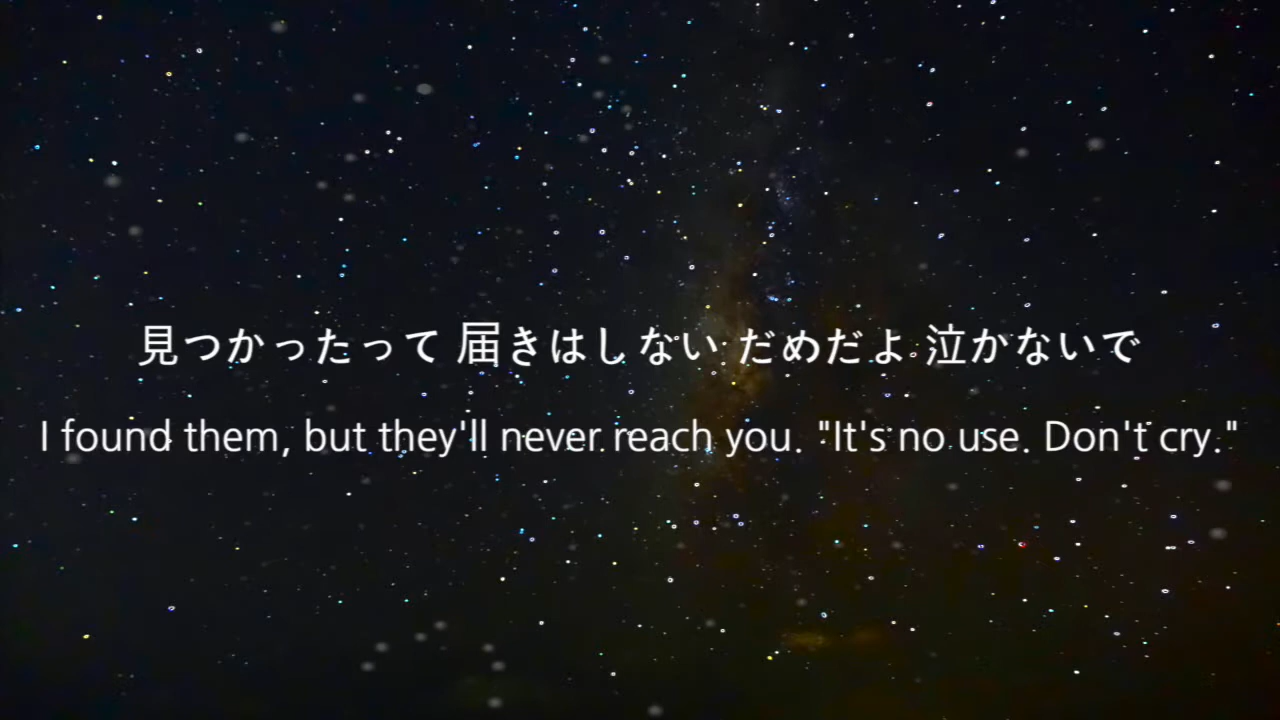 見つかったって 届きはしない だめだよ 泣かないで
I found them, but they'll never reach you. "It's no use. Don't cry."